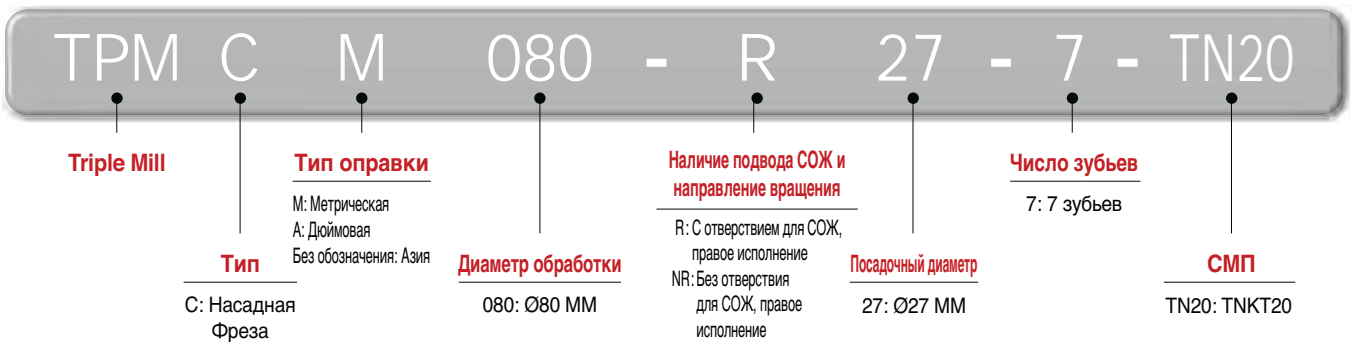 TPM C M 080 - R 27 - 7 - TN20
Triple Mill
Тип
С: Насадная
Фреза
Тип оправки
М: Метрическая
А: Дюймовая
Без обозначения: Азия
Диаметр обработки
080: Ø80 ММ
Наличие подвода СОЖ и
направление вращения
R: С отверстием для СОЖ,
правое исполнение
NR: Без отверстия
для СОЖ, правое
исполнение
Посадочный диаметр
27: Ø27 ММ
Число зубьев
7: 7 зубьев
СМП
TN20: TNKT20